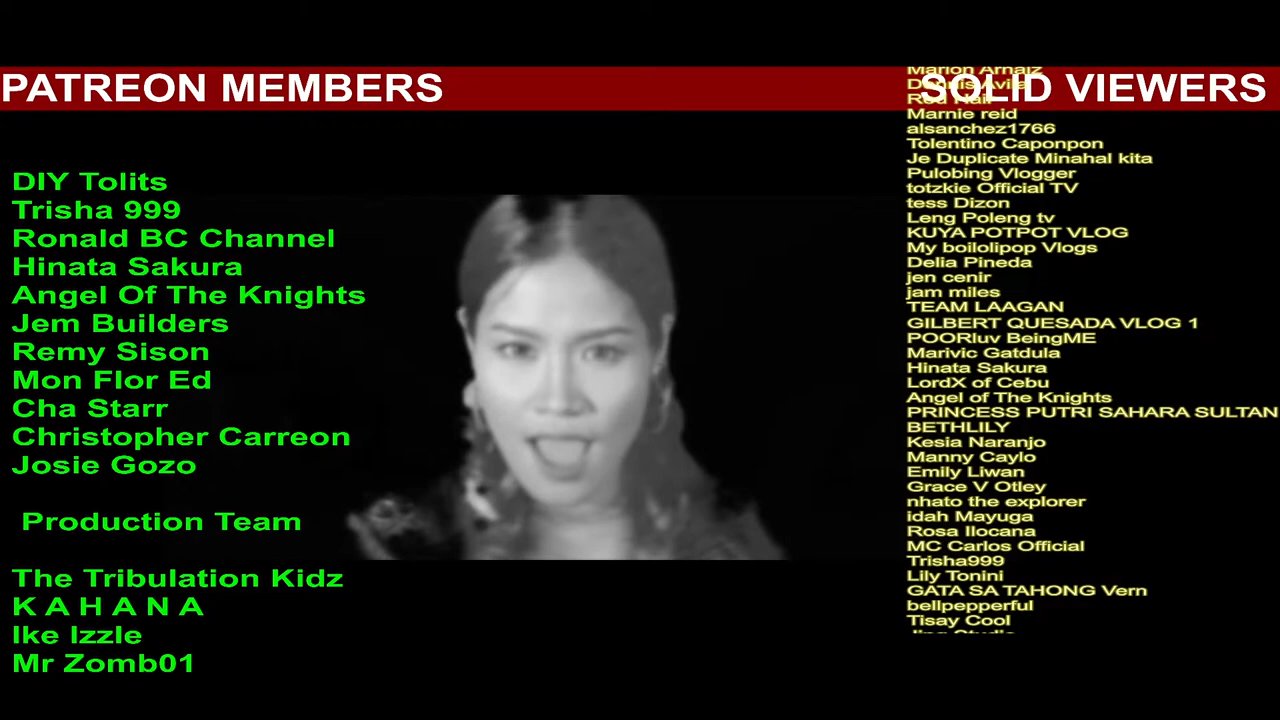 PATREON MEMBERS
DIY Tolits
Trisha 999
Ronald BC Channel
Hinata Sakura
Angel Of The Knights
Jem Builders
Remy Sison
Mon Flor Ed
Cha Starr
Christopher Carreon
Josie Gozo
Production Team
The Tribulation Kidz
K A H A N A
Ike Izzle
Mr Zomb01
SOLID VIEWERS
Marion Arnaiz
Dennis Avila
Red Nail
Marnie reid
alsanchez1766
Tolentino Caponpon
Je Duplicate Minahal kita
Pulobing Vlogger
totzkie Official TV
tess Dizon
Leng Poleng tv
KUYA POTPOT VLOG
My boilolipop Vlogs
Delia Pineda
jen cenir
jam miles
TEAM LAAGAN
GILBERT QUESADA VLOG 1
POORluv BeingME
Marivic Gatdula
Hinata Sakura
LordX of Cebu
Angel of The Knights
PRINCESS PUTRI SAHARA SULTAN
BETHLILY
Kesia Naranjo
Manny Caylo
Emily Liwan
Grace V Otley
nhato the explorer
idah Mayuga
Rosa Ilocana
MC Carlos Official
Trisha999
Lily Tonini
GATA SA TAHONG Vern
bellpepperful
Tisay Cool